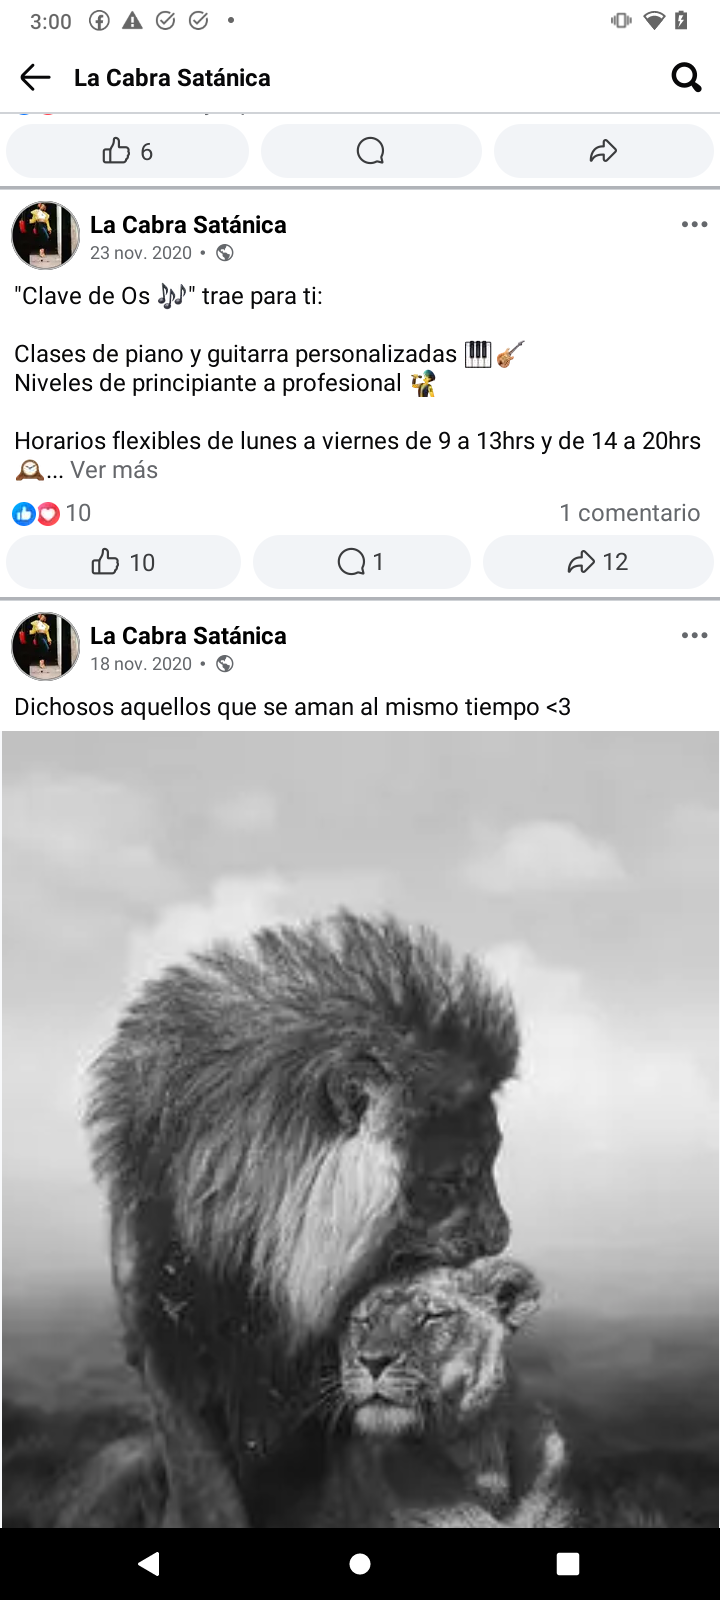 3:00
La Cabra Satánica
6
La Cabra Satánica
23 nov. 2020 •
"Clave de Os 🎶" trae para ti:
Clases de piano y guitarra personalizadas 🎹🎸
Niveles de principiante a profesional 👨‍🎤
Horarios flexibles de lunes a viernes de 9 a 13hrs y de 14 a 20hrs
🕰️... Ver más
10
1 comentario
10
1
12
La Cabra Satánica
18 nov. 2020 •
Dichosos aquellos que se aman al mismo tiempo <3